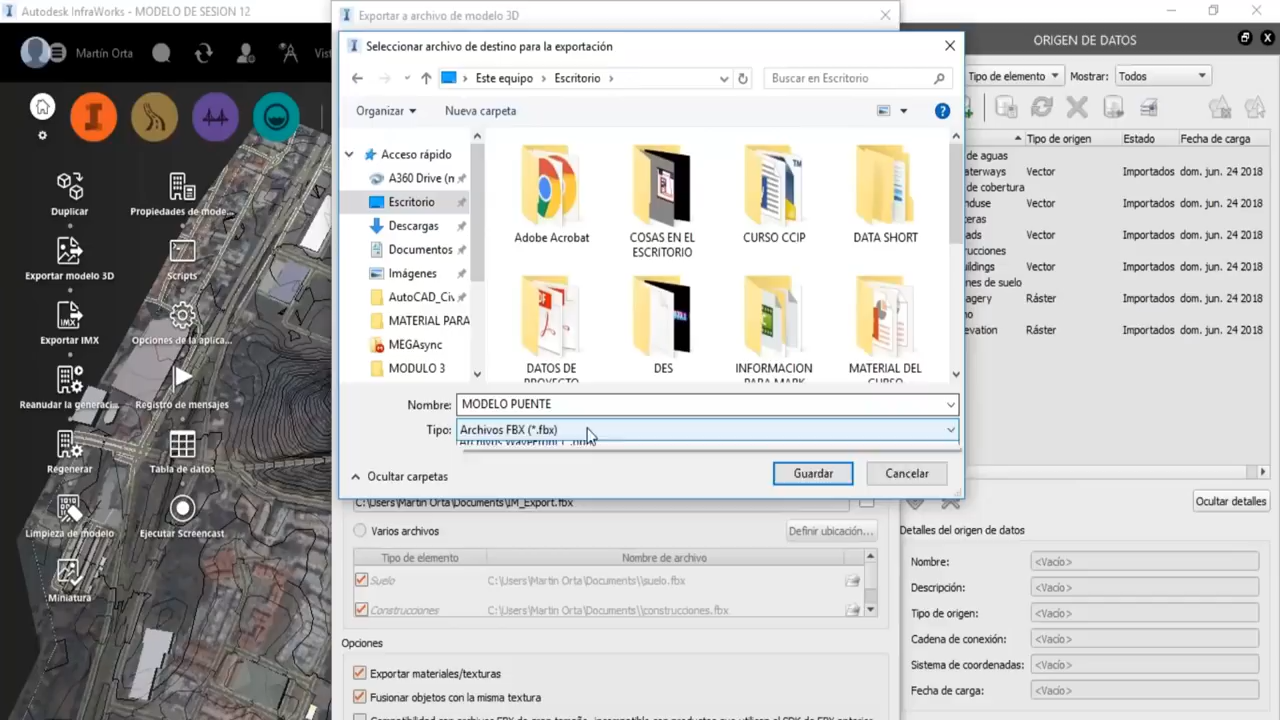 Autodesk InfraWorks - MODELO DE SESION 12
Martín Orta
Duplicar
Propiedades de mode...
Exportar modelo 3D
Scripts
Exportar IMX
Opciones de la aplica...
Reanudar la generaci...
Registro de mensajes
Regenerar
Tabla de datos
Limpieza de modelo
Ejecutar Screencast
Miniatura
Exportar a archivo de modelo 3D
Seleccionar archivo de destino para la exportación
Este equipo
Escritorio
Buscar en Escritorio
Organizar
Nueva carpeta
Acceso rápido
A360 Drive (n
Escritorio
Descargas
Documentos
Imágenes
AutoCAD_Civ
MATERIAL PARA
MEGAsync
MODULO 3
Adobe Acrobat
COSAS EN EL
ESCRITORIO
CURSO CCIP
DATA SHORT
DATOS DE
PROYECTO
DES
INFORMACION
PARA MARK
MATERIAL DEL
CURSO
Nombre: MODELO PUENTE
Tipo: Archivos FBX (*.fbx)
Ocultar carpetas
Guardar
Cancelar
C:\Users\Martin Orta\Documents\IM_Export.fbx
Varios archivos
Definir ubicación...
Tipo de elemento
Nombre de archivo
Suelo
C:\Users\Martin Orta\Documents\\suelo.fbx
Construcciones
C:\Users\Martin Orta\Documents\\construcciones.fbx
Opciones
Exportar materiales/texturas
Fusionar objetos con la misma textura
ORIGEN DE DATOS
Tipo de elemento
Mostrar: Todos
Tipo de origen
Estado
Fecha de carga
de aguas
terways Vector Importados dom. jun. 24 2018
de cobertura
nduse Vector Importados dom. jun. 24 2018
teras
ads Vector Importados dom. jun. 24 2018
rucciones
ildings Vector Importados dom. jun. 24 2018
nes de suelo
agery Ráster Importados dom. jun. 24 2018
no
evation Ráster Importados dom. jun. 24 2018
Ocultar detalles
Detalles del origen de datos
Nombre: <Vacío>
Descripción: <Vacío>
Tipo de origen: <Vacío>
Cadena de conexión: <Vacío>
Sistema de coordenadas: <Vacío>
Fecha de carga: <Vacío>